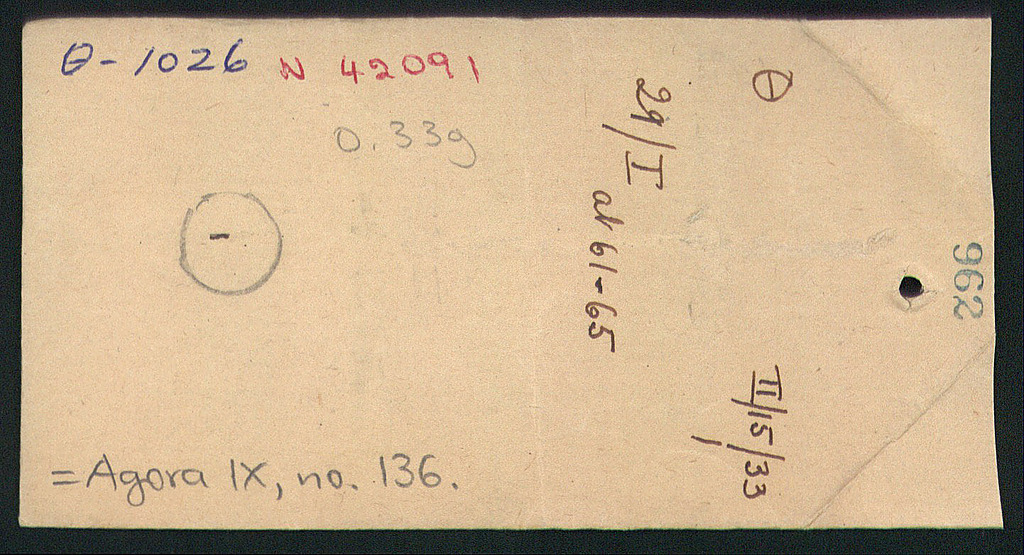 Θ-1026 N 42091
0.33g
-
= Agora IX, no. 136.
Θ
29/I
at 61-65
II/15/33
962